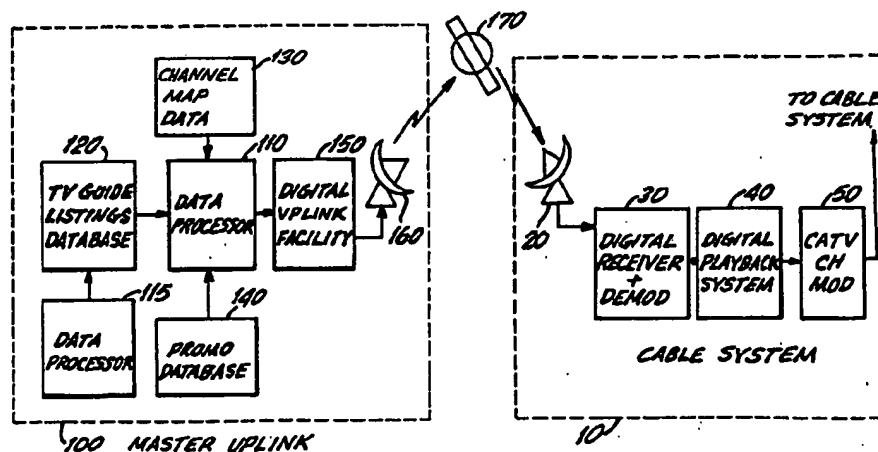 170
130
CHANNEL
MAP
DATA
TO CABLE
SYSTEM
120
110
150
TV GUIDE
LISTINGS
DATABASE
DATA
PROCESSOR
DIGITAL
UPLINK
FACILITY
160
20
30
40
50
DIGITAL
RECEIVER
+
DEMOD
DIGITAL
PLAYBACK
SYSTEM
CATV
CH
MOD
115
140
DATA
PROCESSOR
PROMO
DATABASE
CABLE SYSTEM
100 MASTER UPLINK
10